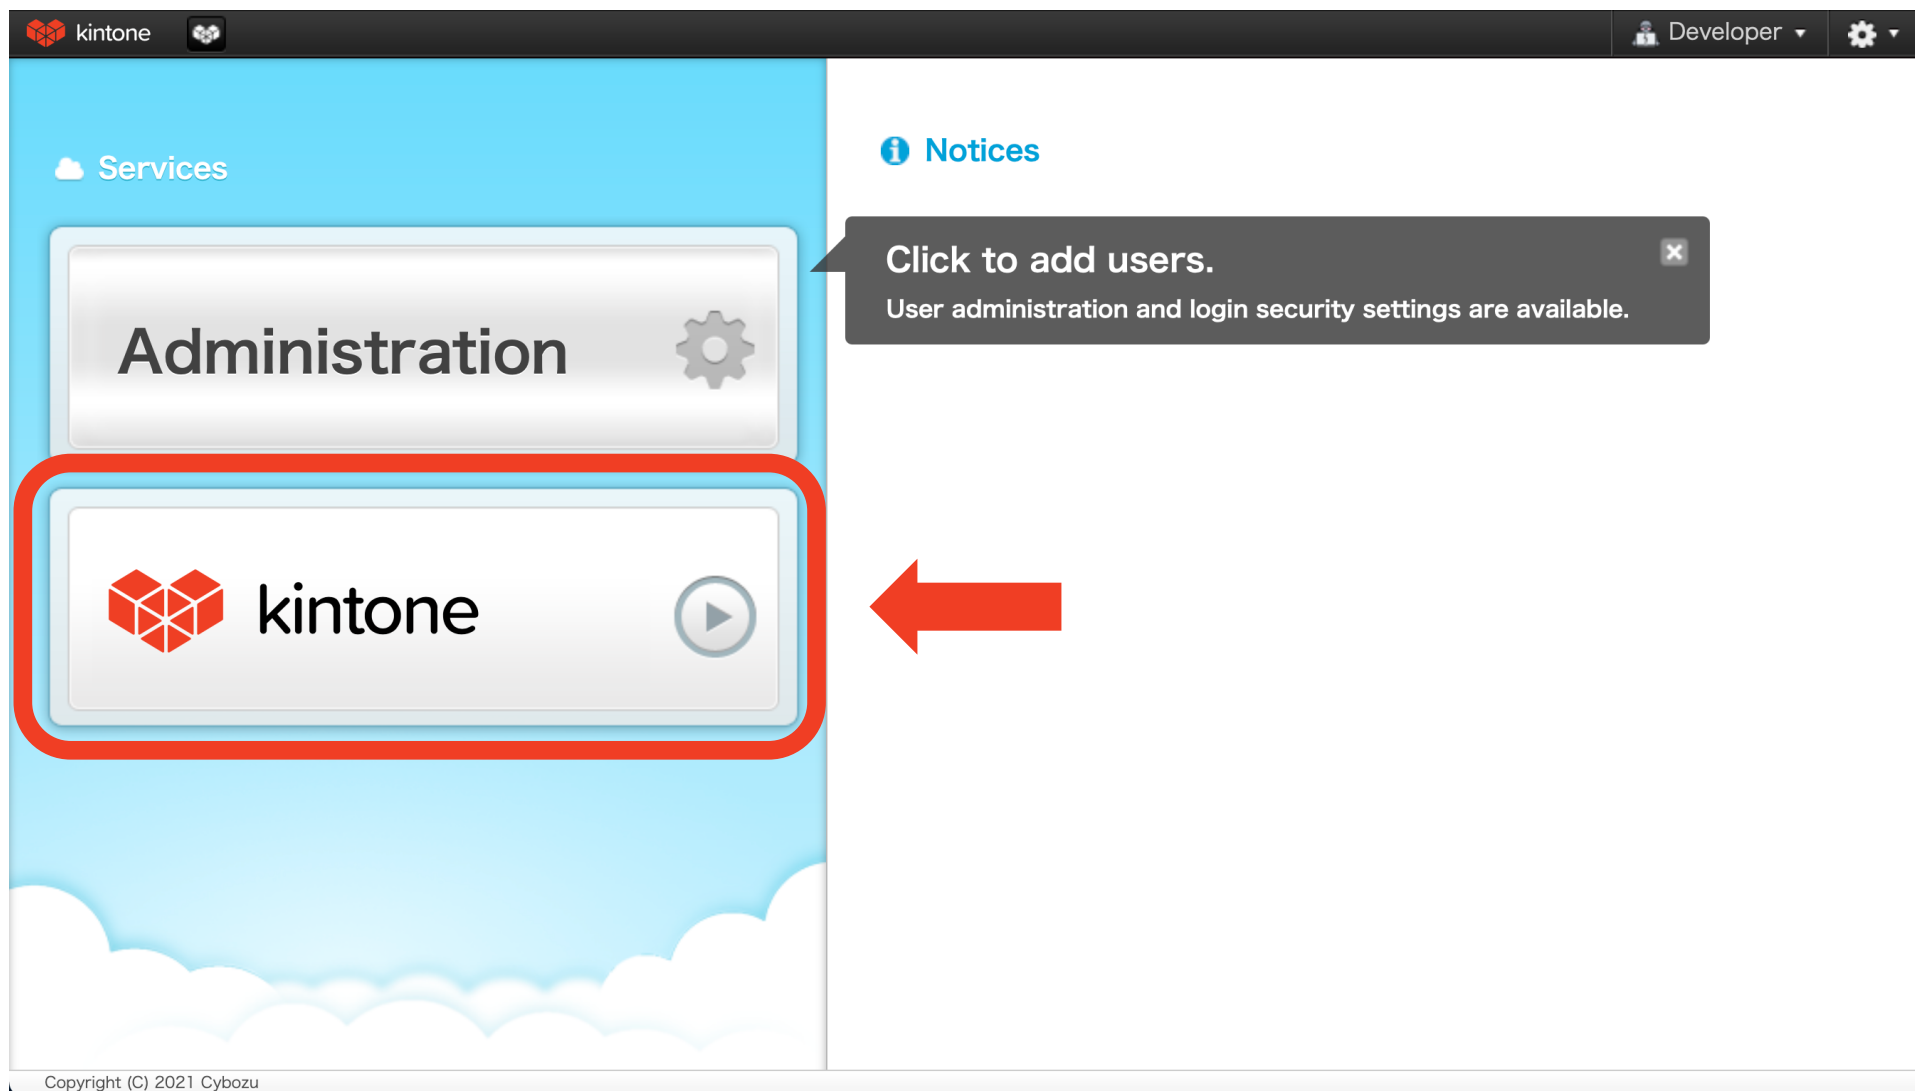 kintone
Developer
Services
Administration
kintone
Notices
Click to add users.
User administration and login security settings are available.
Copyright (C) 2021 Cybozu